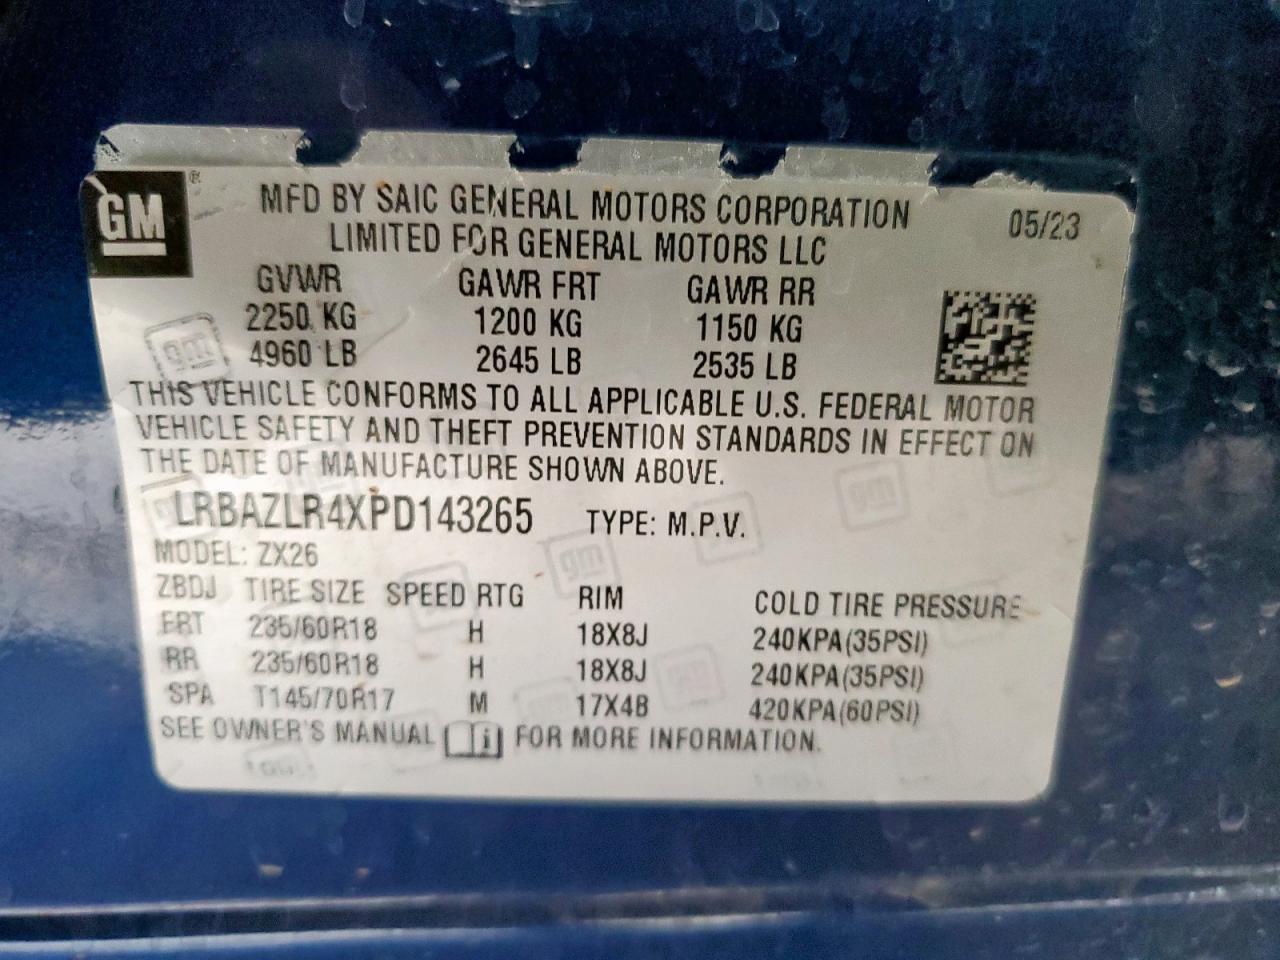 GM ®
MFD BY SAIC GENERAL MOTORS CORPORATION
LIMITED FOR GENERAL MOTORS LLC
05/23
GVWR GAWR FRT GAWR RR
2250 KG 1200 KG 1150 KG
4960 LB 2645 LB 2535 LB
THIS VEHICLE CONFORMS TO ALL APPLICABLE U.S. FEDERAL MOTOR
VEHICLE SAFETY AND THEFT PREVENTION STANDARDS IN EFFECT ON
THE DATE OF MANUFACTURE SHOWN ABOVE.
LRBAZLR4XPD143265 TYPE: M.P.V.
MODEL: ZX26
ZBDJ TIRE SIZE SPEED RTG RIM COLD TIRE PRESSURE
FRT 235/60R18 H 18X8J 240KPA(35PSI)
RR 235/60R18 H 18X8J 240KPA(35PSI)
SPA T145/70R17 M 17X4B 420KPA(60PSI)
SEE OWNER'S MANUAL i FOR MORE INFORMATION.